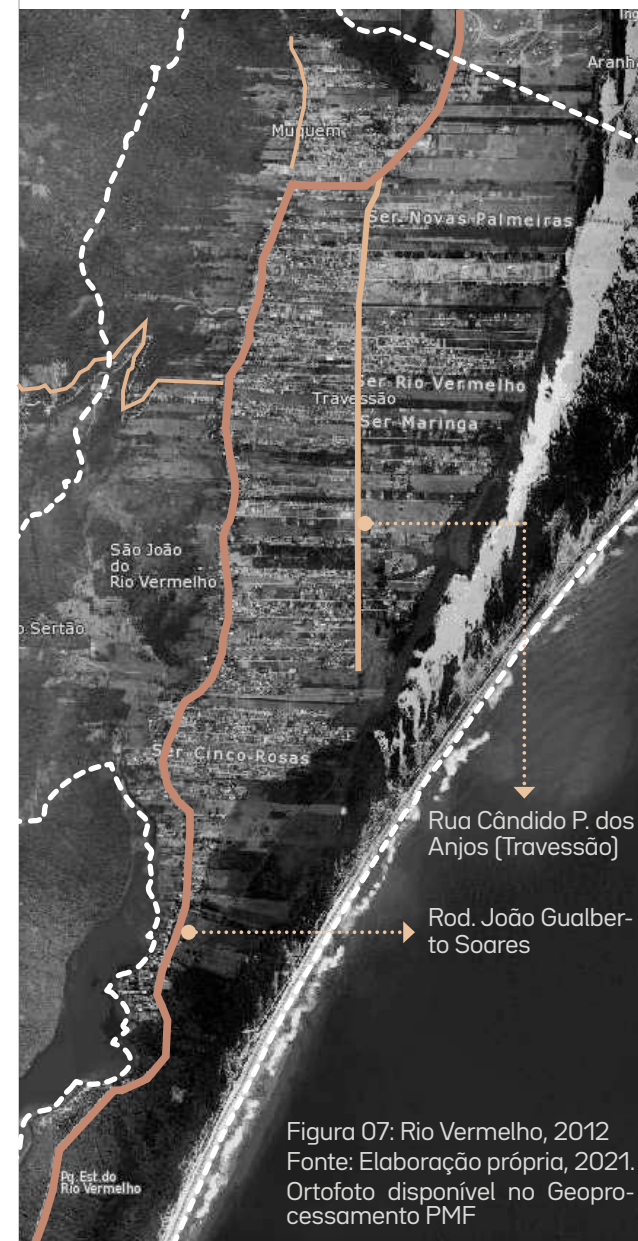 Ing
Aranha
Muquem
Ser. Novas Palmeiras
Ser Rio Vermelho
Travessão
Ser Maringa
São João
do
Rio Vermelho
o Sertão
Ser Cinco Rosas
Rua Cândido P. dos
Anjos (Travessão)
Rod. João Gualber-
to Soares
Pq. Est. do
Rio Vermelho
Figura 07: Rio Vermelho, 2012
Fonte: Elaboração própria, 2021.
Ortofoto disponível no Geopro-
cessamento PMF